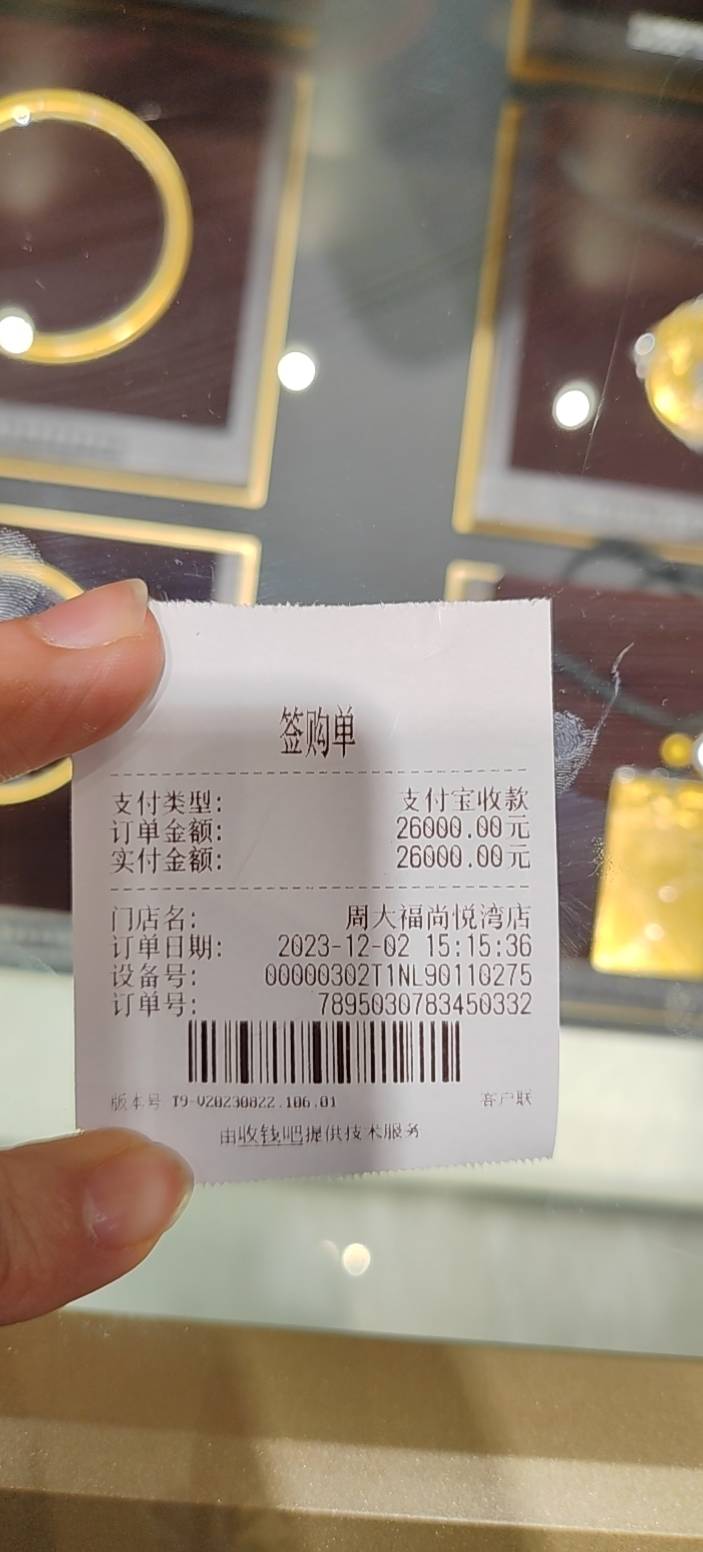 签购单
支付类型: 支付宝收款
订单金额: 26000.00元
实付金额: 26000.00元
门店名: 周大福尚悦湾店
订单日期: 2023-12-02 15:15:36
设备号: 00000302T1NL90110275
订单号: 7895030783450332
版本号 T9-V20230822.106.01 客户联
由收钱吧提供技术服务